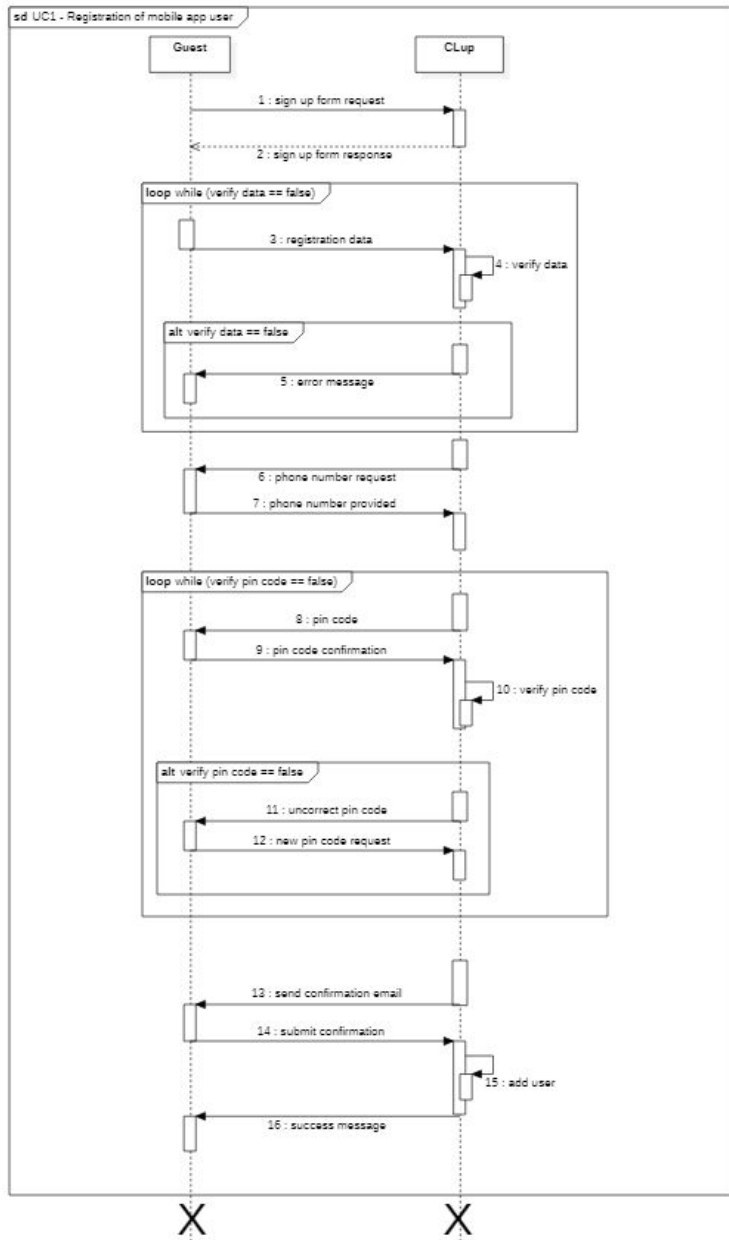 sd UC1 - Registration of mobile app user
Guest
CLup
1 : sign up form request
2 : sign up form response
loop while (verify data == false)
3 : registration data
4 : verify data
alt verify data == false
5 : error message
6 : phone number request
7 : phone number provided
loop while (verify pin code == false)
8 : pin code
9 : pin code confirmation
10 : verify pin code
alt verify pin code == false
11 : uncorrect pin code
12 : new pin code request
13 : send confirmation email
14 : submit confirmation
15 : add user
16 : success message